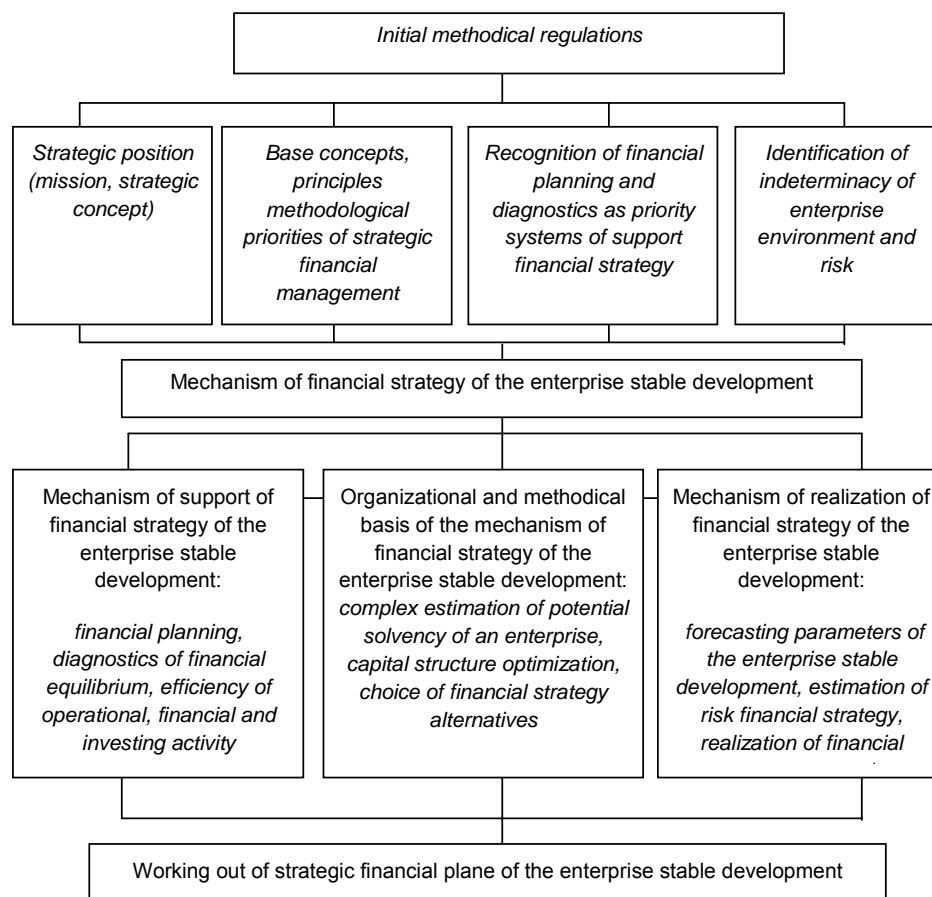 Initial methodical regulations
Strategic position
(mission, strategic
concept)
Base concepts,
principles
methodological
priorities of strategic
financial
management
Recognition of financial
planning and
diagnostics as priority
systems of support
financial strategy
Identification of
indeterminacy of
enterprise
environment and
risk
Mechanism of financial strategy of the enterprise stable development
Mechanism of support of
financial strategy of the
enterprise stable
development:
financial planning,
diagnostics of financial
equilibrium, efficiency of
operational, financial and
investing activity
Organizational and methodical
basis of the mechanism of
financial strategy of the
enterprise stable development:
complex estimation of potential
solvency of an enterprise,
capital structure optimization,
choice of financial strategy
alternatives
Mechanism of realization of
financial strategy of the
enterprise stable
development:
forecasting parameters of
the enterprise stable
development, estimation of
risk financial strategy,
realization of financial
Working out of strategic financial plane of the enterprise stable development